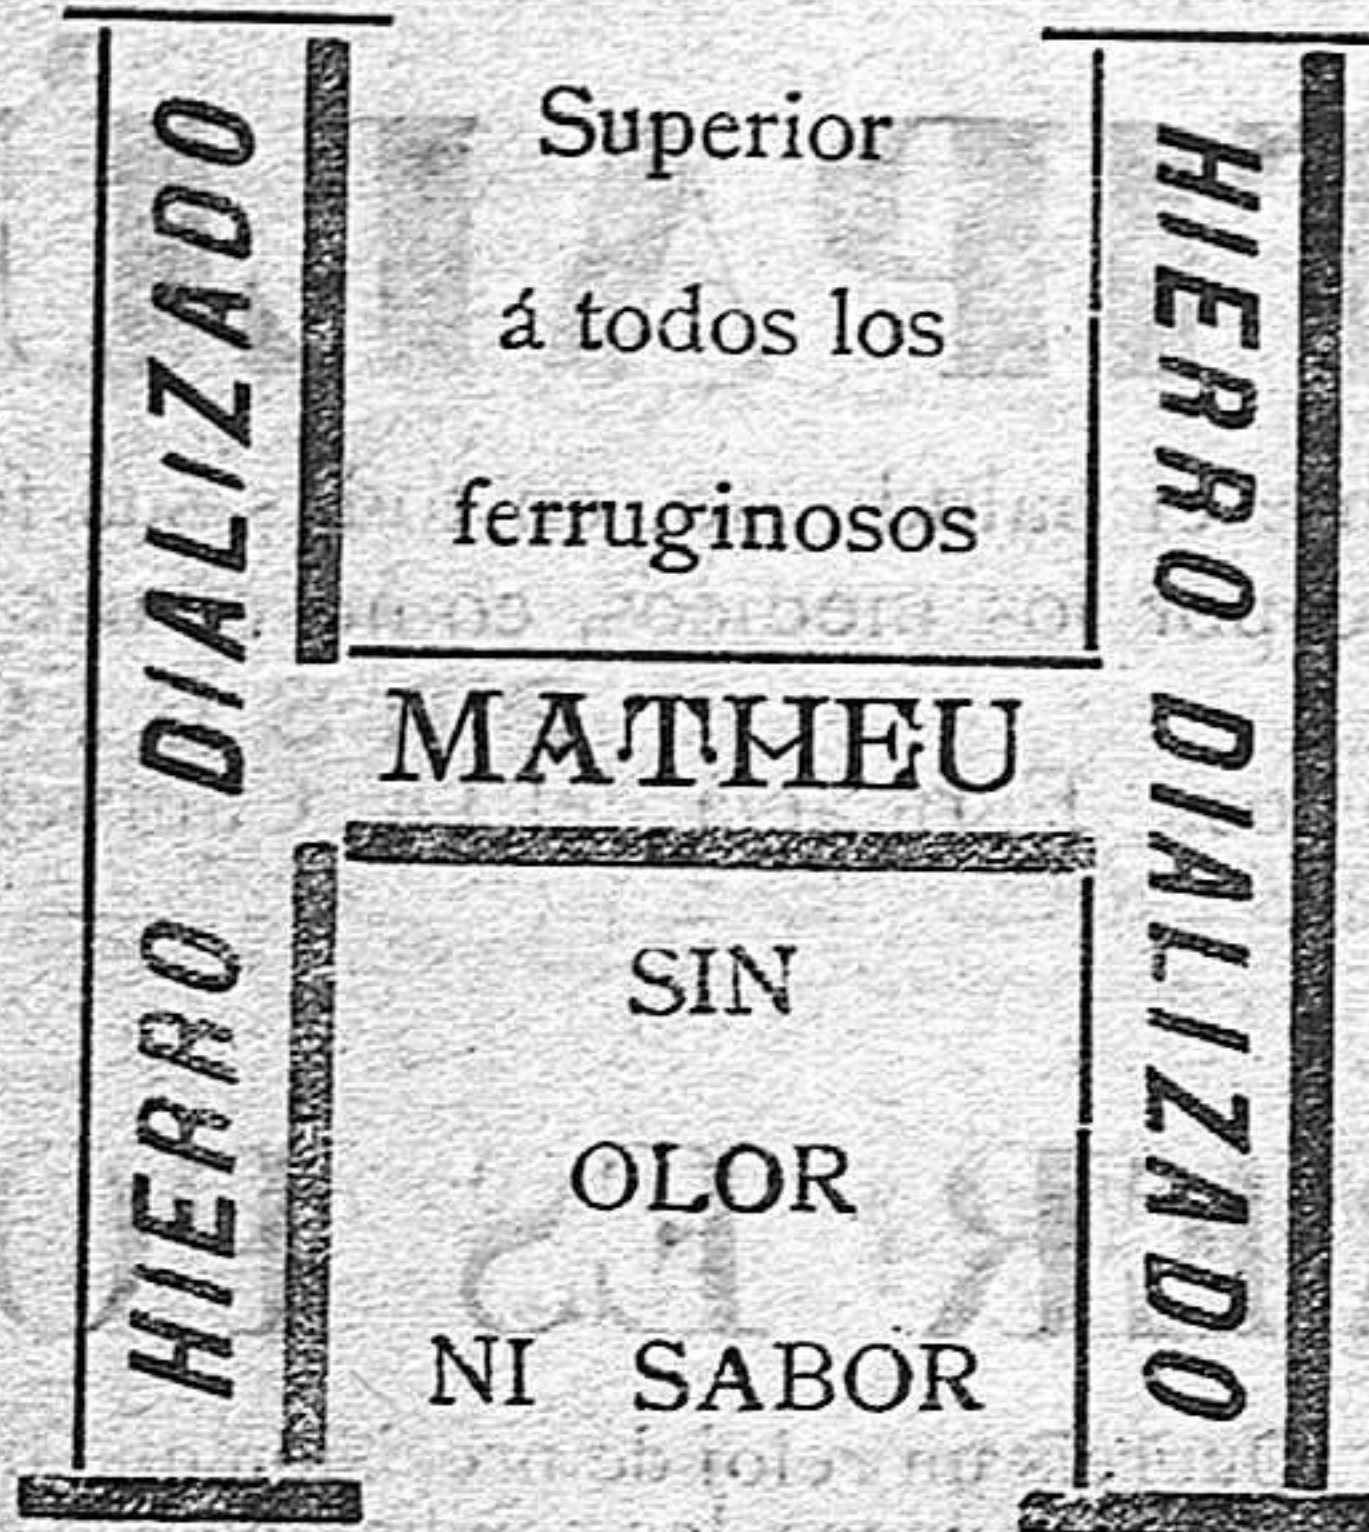 HIERRO DIALIZADO
Superior
á todos los
ferruginosos
MATHEU
SIN
OLOR
NI SABOR
HIERRO DIALIZADO